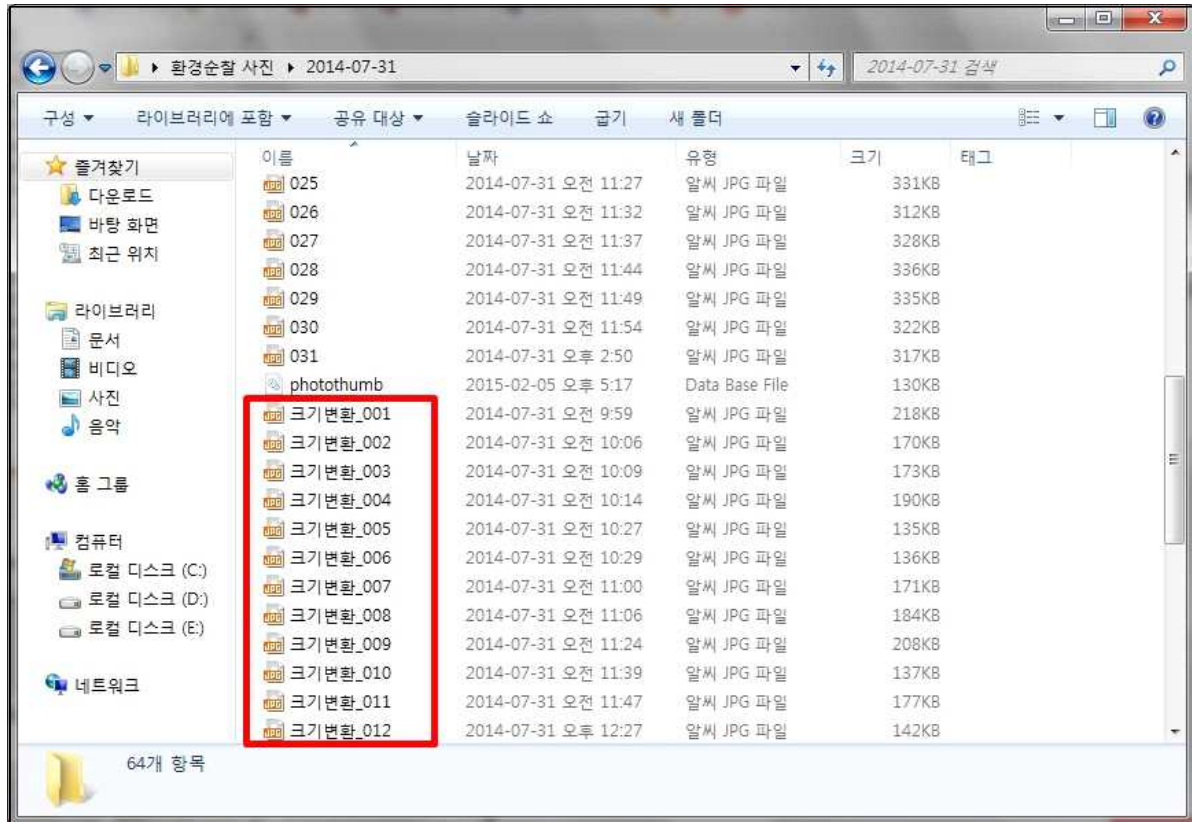 환경순찰 사진 ▸ 2014-07-31 2014-07-31 검색
구성 라이브러리에 포함 공유 대상 슬라이드 쇼 굽기 새 폴더
즐겨찾기
다운로드
바탕 화면
최근 위치
라이브러리
문서
비디오
사진
음악
홈 그룹
컴퓨터
로컬 디스크 (C:)
로컬 디스크 (D:)
로컬 디스크 (E:)
네트워크
이름 날짜 유형 크기 태그
025 2014-07-31 오전 11:27 알씨 JPG 파일 331KB
026 2014-07-31 오전 11:32 알씨 JPG 파일 312KB
027 2014-07-31 오전 11:37 알씨 JPG 파일 328KB
028 2014-07-31 오전 11:44 알씨 JPG 파일 336KB
029 2014-07-31 오전 11:49 알씨 JPG 파일 335KB
030 2014-07-31 오전 11:54 알씨 JPG 파일 322KB
031 2014-07-31 오후 2:50 알씨 JPG 파일 317KB
photothumb 2015-02-05 오후 5:17 Data Base File 130KB
크기변환_001 2014-07-31 오전 9:59 알씨 JPG 파일 218KB
크기변환_002 2014-07-31 오전 10:06 알씨 JPG 파일 170KB
크기변환_003 2014-07-31 오전 10:09 알씨 JPG 파일 173KB
크기변환_004 2014-07-31 오전 10:14 알씨 JPG 파일 190KB
크기변환_005 2014-07-31 오전 10:27 알씨 JPG 파일 135KB
크기변환_006 2014-07-31 오전 10:29 알씨 JPG 파일 136KB
크기변환_007 2014-07-31 오전 11:00 알씨 JPG 파일 171KB
크기변환_008 2014-07-31 오전 11:06 알씨 JPG 파일 184KB
크기변환_009 2014-07-31 오전 11:24 알씨 JPG 파일 208KB
크기변환_010 2014-07-31 오전 11:39 알씨 JPG 파일 137KB
크기변환_011 2014-07-31 오전 11:47 알씨 JPG 파일 177KB
크기변환_012 2014-07-31 오후 12:27 알씨 JPG 파일 142KB
64개 항목